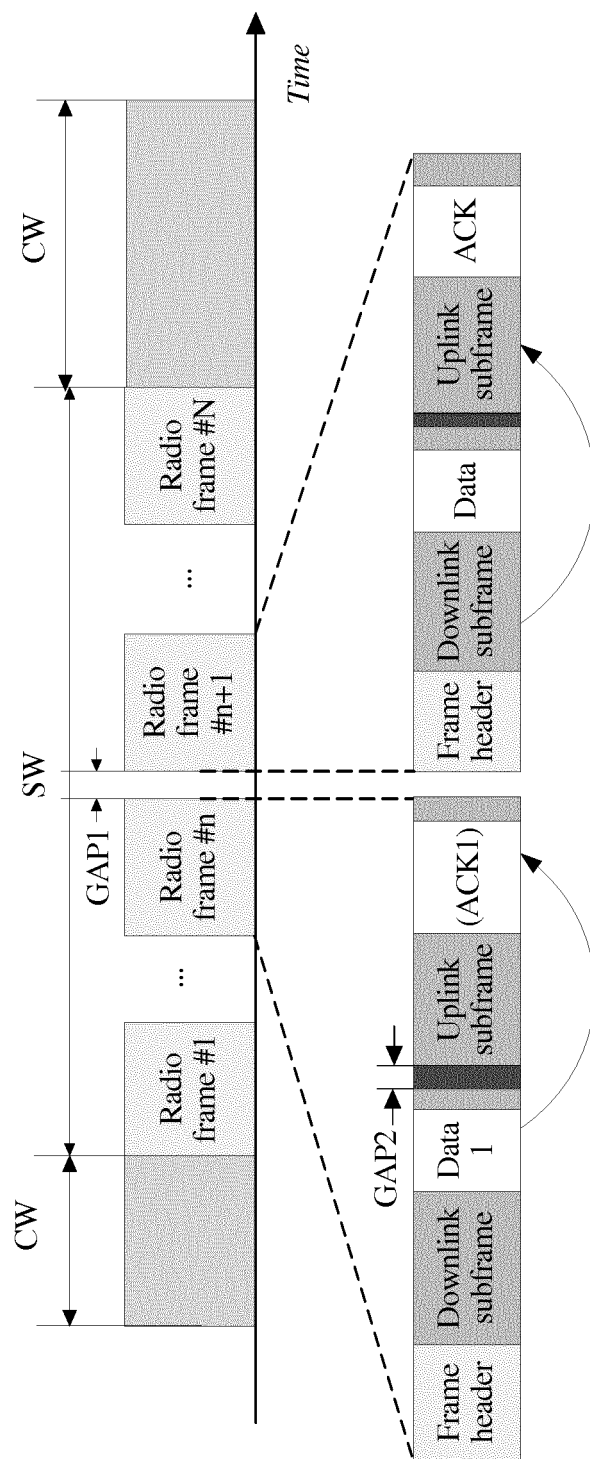 CW
SW
CW
GAP1
Radio
frame #1
...
Radio
frame #n
Radio
frame
#n+1
...
Radio
frame #N
Time
GAP2
Frame
header
Downlink
subframe
Data
1
Uplink
subframe
(ACK1)
Frame
header
Downlink
subframe
Data
Uplink
subframe
ACK